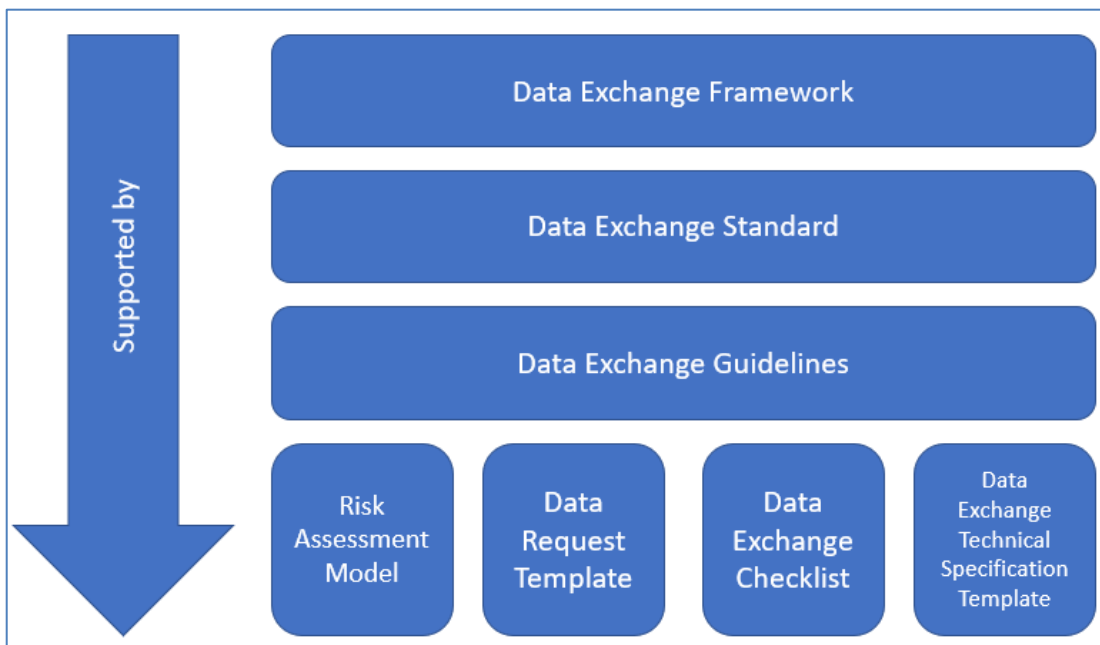 Supported by
Data Exchange Framework
Data Exchange Standard
Data Exchange Guidelines
Risk
Assessment
Model
Data
Request
Template
Data
Exchange
Checklist
Data
Exchange
Technical
Specification
Template